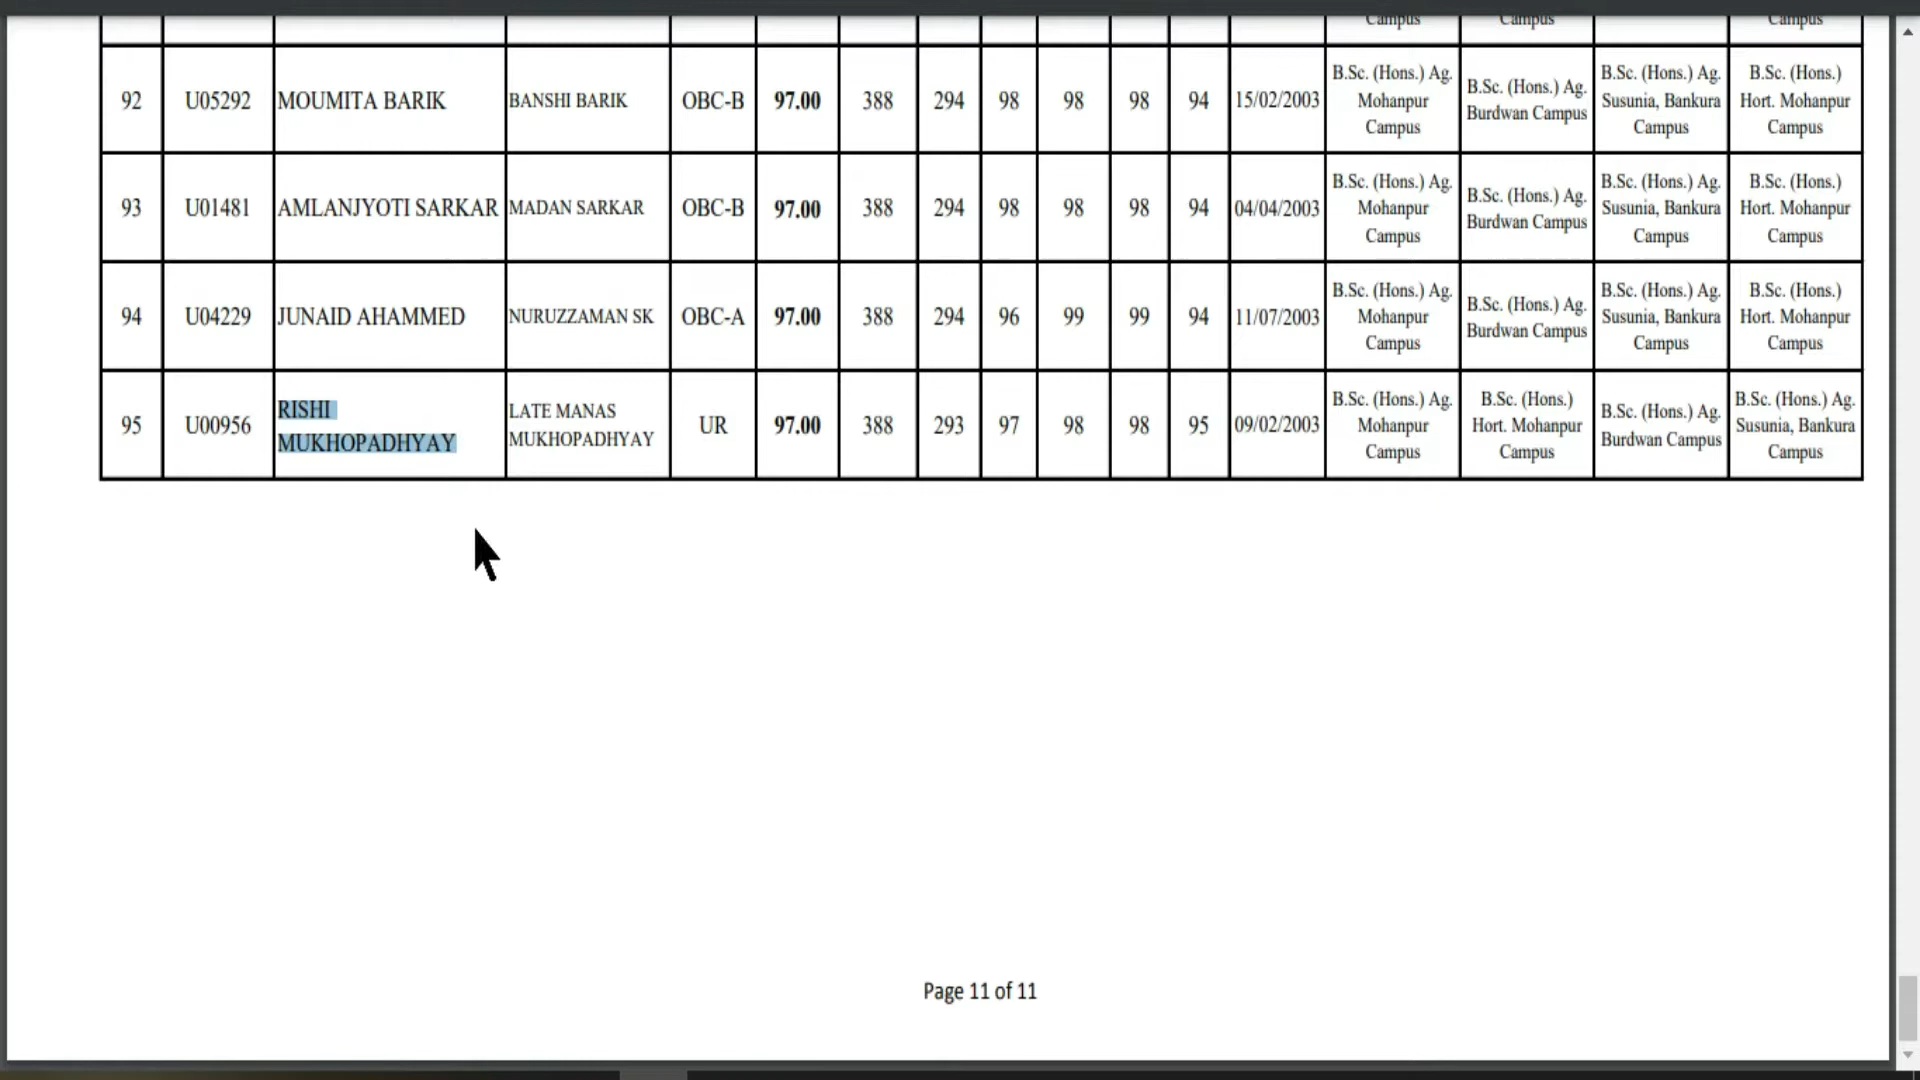 Campus Campus Campus
92 U05292 MOUMITA BARIK BANSHI BARIK OBC-B 97.00 388 294 98 98 98 94 15/02/2003 B.Sc. (Hons.) Ag. Mohanpur Campus B.Sc. (Hons.) Ag. Burdwan Campus B.Sc. (Hons.) Ag. Susunia, Bankura Campus B.Sc. (Hons.) Hort. Mohanpur Campus
93 U01481 AMLANJYOTI SARKAR MADAN SARKAR OBC-B 97.00 388 294 98 98 98 94 04/04/2003 B.Sc. (Hons.) Ag. Mohanpur Campus B.Sc. (Hons.) Ag. Burdwan Campus B.Sc. (Hons.) Ag. Susunia, Bankura Campus B.Sc. (Hons.) Hort. Mohanpur Campus
94 U04229 JUNAID AHAMMED NURUZZAMAN SK OBC-A 97.00 388 294 96 99 99 94 11/07/2003 B.Sc. (Hons.) Ag. Mohanpur Campus B.Sc. (Hons.) Ag. Burdwan Campus B.Sc. (Hons.) Ag. Susunia, Bankura Campus B.Sc. (Hons.) Hort. Mohanpur Campus
95 U00956 RISHI MUKHOPADHYAY LATE MANAS MUKHOPADHYAY UR 97.00 388 293 97 98 98 95 09/02/2003 B.Sc. (Hons.) Ag. Mohanpur Campus B.Sc. (Hons.) Hort. Mohanpur Campus B.Sc. (Hons.) Ag. Burdwan Campus B.Sc. (Hons.) Ag. Susunia, Bankura Campus
Page 11 of 11